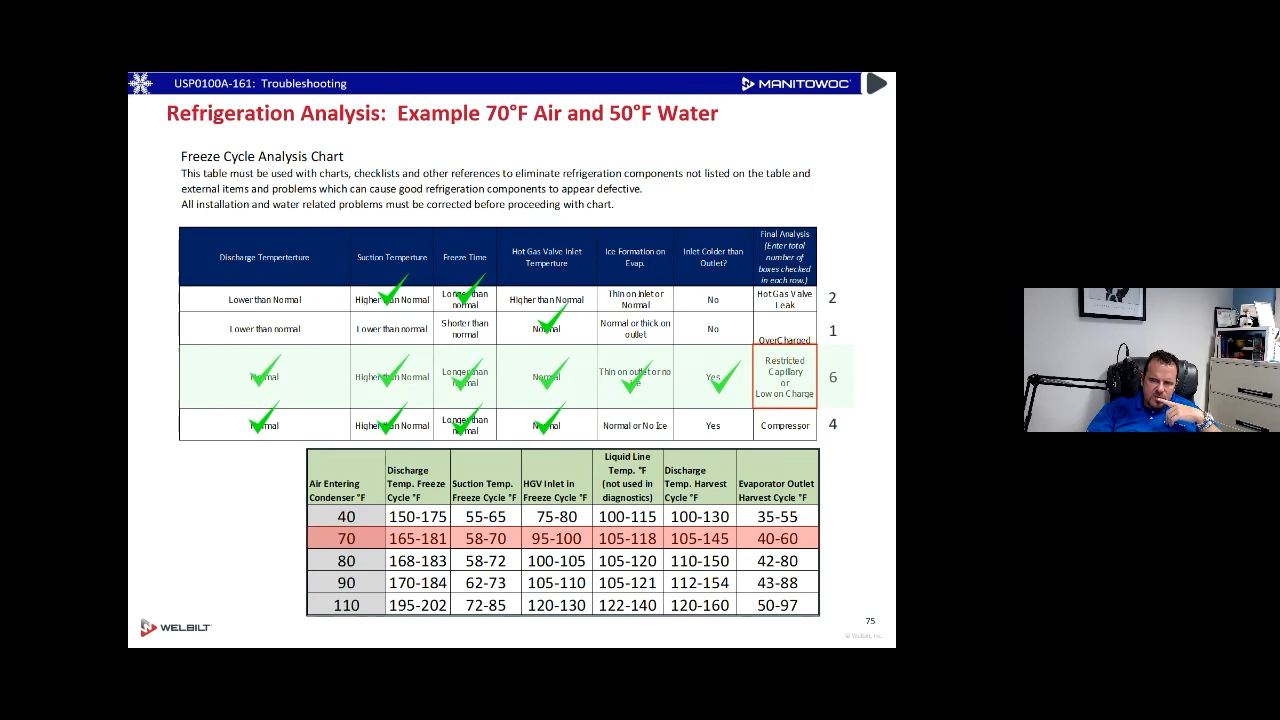 USP0100A-161: Troubleshooting
MANITOWOC
Refrigeration Analysis: Example 70°F Air and 50°F Water
Freeze Cycle Analysis Chart
This table must be used with charts, checklists and other references to eliminate refrigeration components not listed on the table and
external items and problems which can cause good refrigeration components to appear defective.
All installation and water related problems must be corrected before proceeding with chart.
Discharge Temperterture
Suction Temperture
Freeze Time
Hot Gas Valve Inlet
Temperture
Ice Formation on
Evap.
Inlet Colder than
Outlet?
Final Analysis
(Enter total
number of
boxes checked
in each row.)
Lower than Normal
Higher than Normal
Longer than
normal
Higher than Normal
Thin on Inlet or
Normal
No
Hot Gas Valve
Leak
2
Lower than normal
Lower than normal
Shorter than
normal
Normal
Normal or thick on
outlet
No
OverCharged
1
Normal
Higher than Normal
Longer than
normal
Normal
Thin on outlet or no
Yes
Restricted
Capillary
or
Low on Charge
6
Normal
Higher than Normal
Longer than
normal
Normal
Normal or No Ice
Yes
Compressor
4
Air Entering
Condenser °F
Discharge
Temp. Freeze
Cycle °F
Suction Temp.
Freeze Cycle °F
HGV Inlet in
Freeze Cycle °F
Liquid Line
Temp. °F
(not used in
diagnostics)
Discharge
Temp. Harvest
Cycle °F
Evaporator Outlet
Harvest Cycle °F
40 150-175 55-65 75-80 100-115 100-130 35-55
70 165-181 58-70 95-100 105-118 105-145 40-60
80 168-183 58-72 100-105 105-120 110-150 42-80
90 170-184 62-73 105-110 105-121 112-154 43-88
110 195-202 72-85 120-130 122-140 120-160 50-97
WELBILT
75
© Welbilt, Inc.